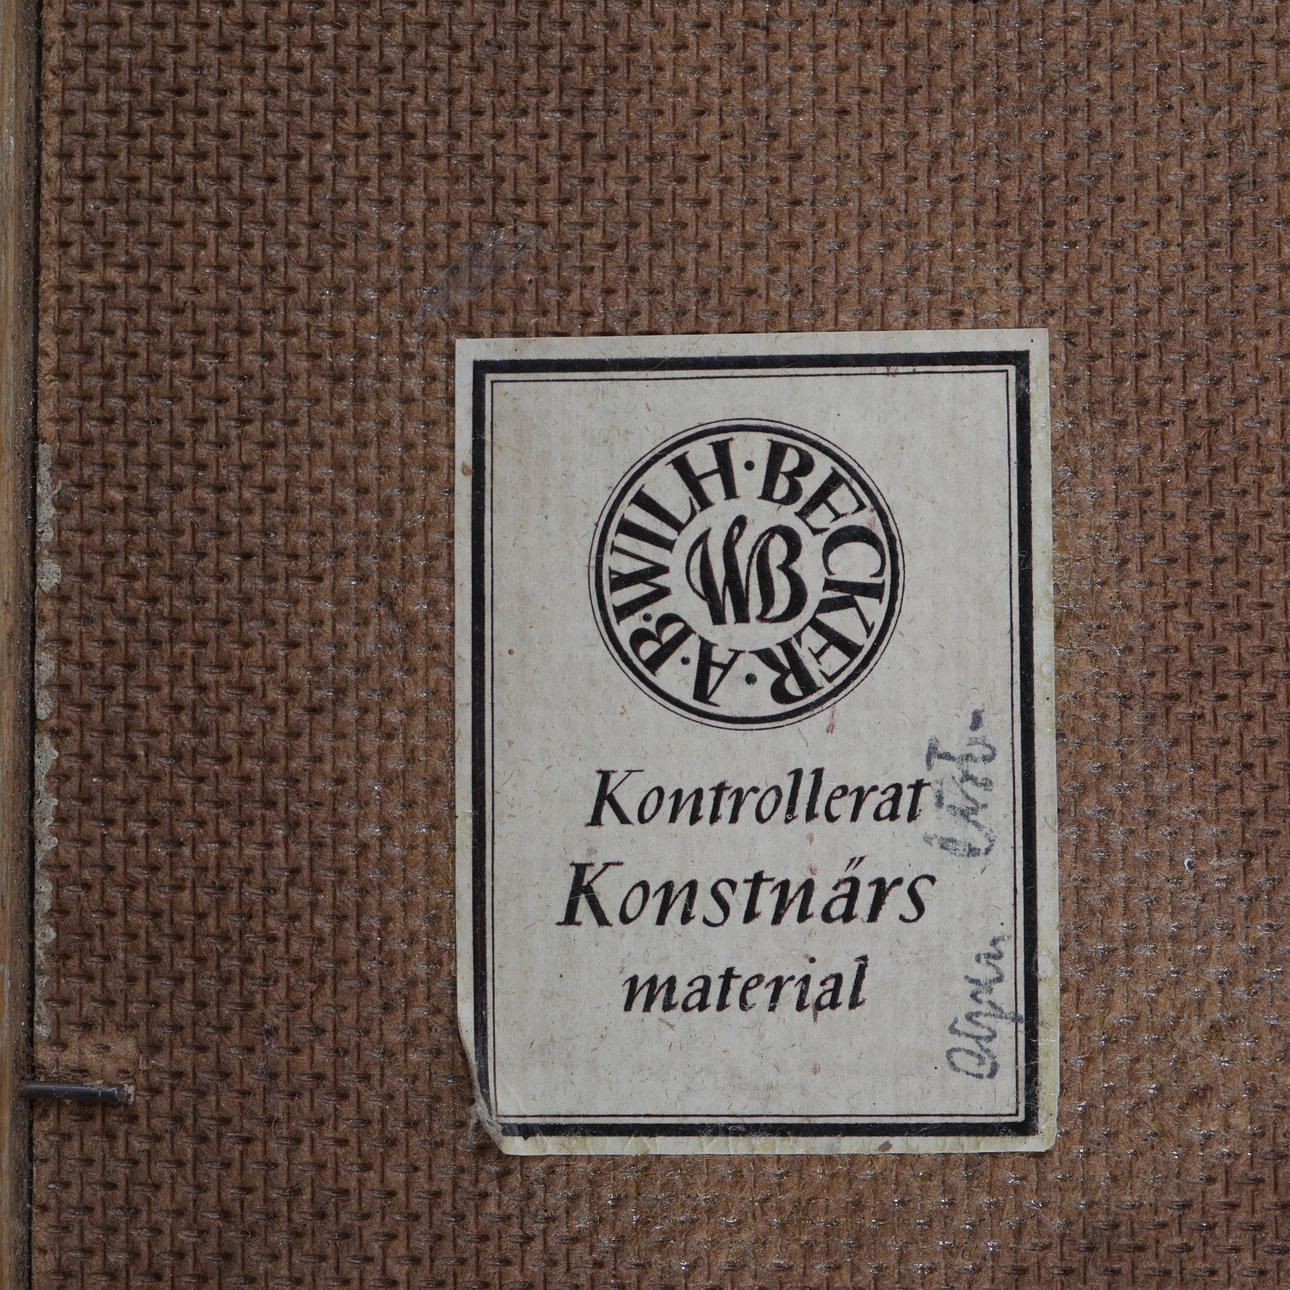 A·B·WILH·BECKER·
WB
Kontrollerat
Konstnärs
material